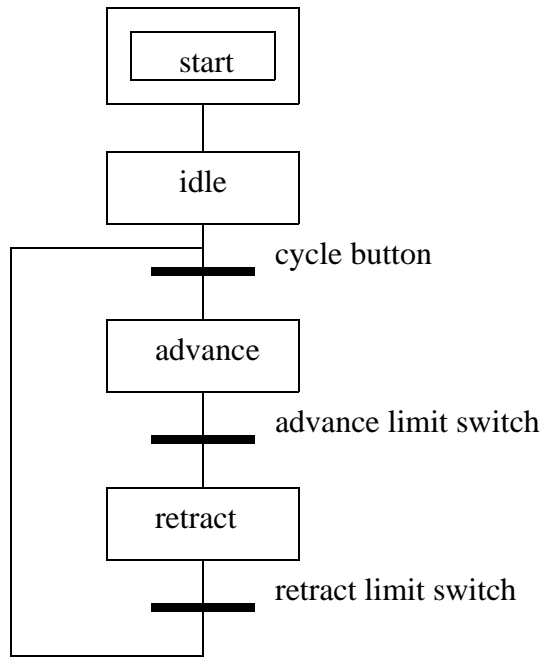 start
idle
cycle button
advance
advance limit switch
retract
retract limit switch